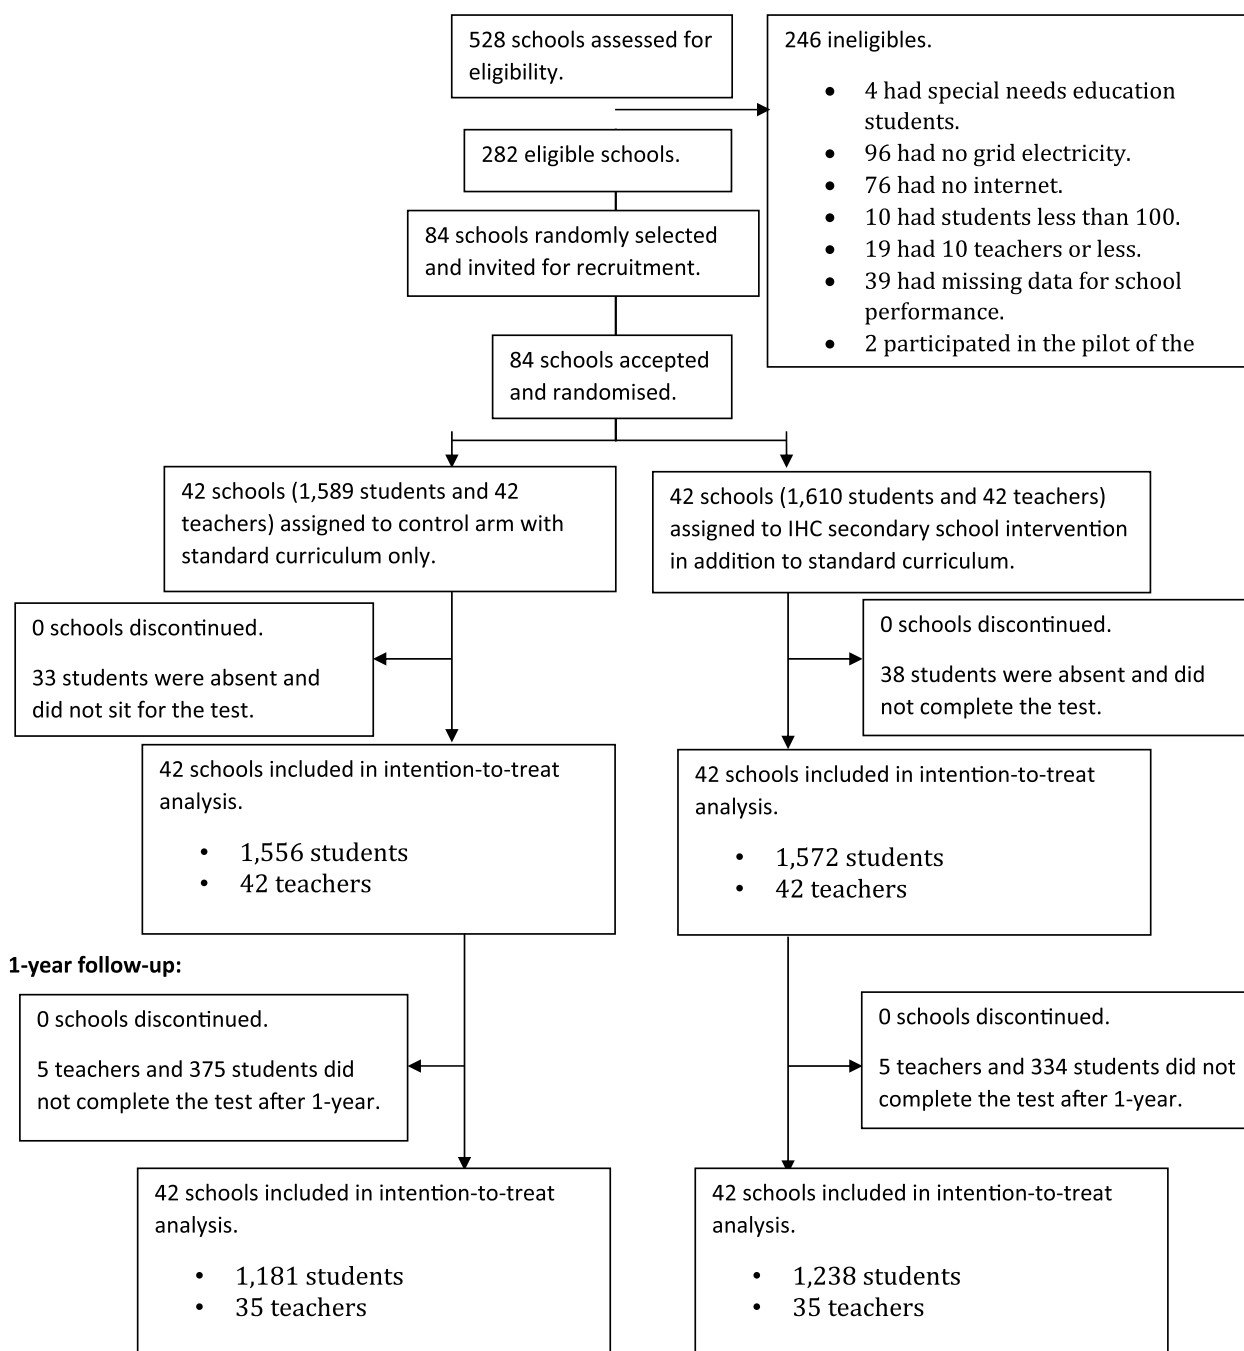 528 schools assessed for
eligibility.
246 ineligibles.
• 4 had special needs education
students.
• 96 had no grid electricity.
• 76 had no internet.
• 10 had students less than 100.
• 19 had 10 teachers or less.
• 39 had missing data for school
performance.
• 2 participated in the pilot of the
282 eligible schools.
84 schools randomly selected
and invited for recruitment.
84 schools accepted
and randomised.
42 schools (1,589 students and 42
teachers) assigned to control arm with
standard curriculum only.
42 schools (1,610 students and 42 teachers)
assigned to IHC secondary school intervention
in addition to standard curriculum.
0 schools discontinued.
33 students were absent and
did not sit for the test.
0 schools discontinued.
38 students were absent and did
not complete the test.
42 schools included in intention-to-treat
analysis.
• 1,556 students
• 42 teachers
42 schools included in intention-to-treat
analysis.
• 1,572 students
• 42 teachers
1-year follow-up:
0 schools discontinued.
5 teachers and 375 students did
not complete the test after 1-year.
0 schools discontinued.
5 teachers and 334 students did not
complete the test after 1-year.
42 schools included in intention-to-treat
analysis.
• 1,181 students
• 35 teachers
42 schools included in intention-to-treat
analysis.
• 1,238 students
• 35 teachers